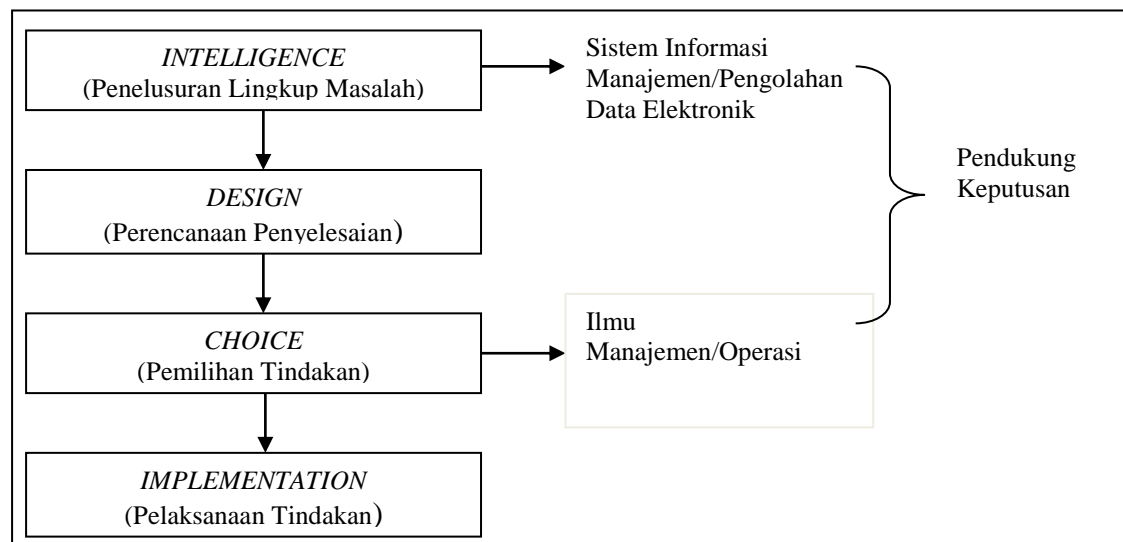 INTELLIGENCE
(Penelusuran Lingkup Masalah)
Sistem Informasi
Manajemen/Pengolahan
Data Elektronik
Pendukung
Keputusan
DESIGN
(Perencanaan Penyelesaian)
CHOICE
(Pemilihan Tindakan)
Ilmu
Manajemen/Operasi
IMPLEMENTATION
(Pelaksanaan Tindakan)